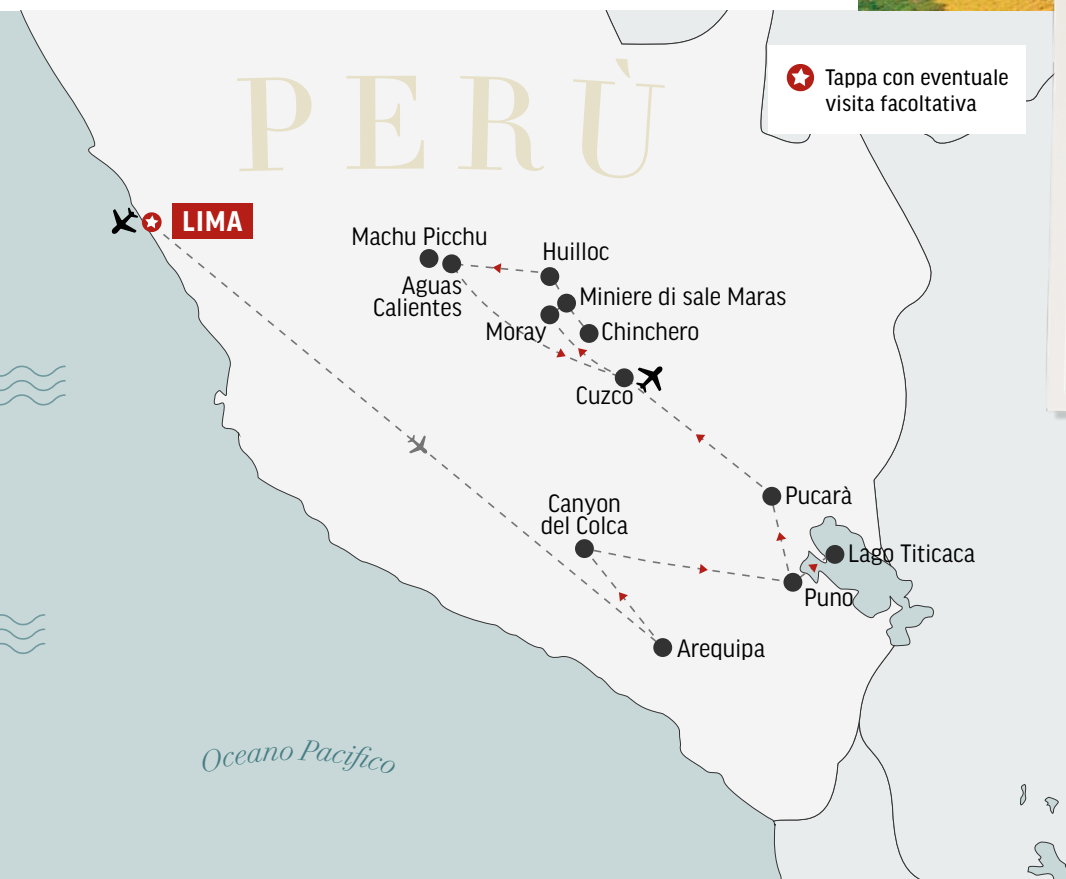 PERÙ
Tappa con eventuale
visita facoltativa
LIMA
Machu Picchu
Aguas
Calientes
Huilloc
Miniere di sale Maras
Moray
Chinchero
Cuzco
Pucarà
Canyon
del Colca
Lago Titicaca
Puno
Arequipa
Oceano Pacifico